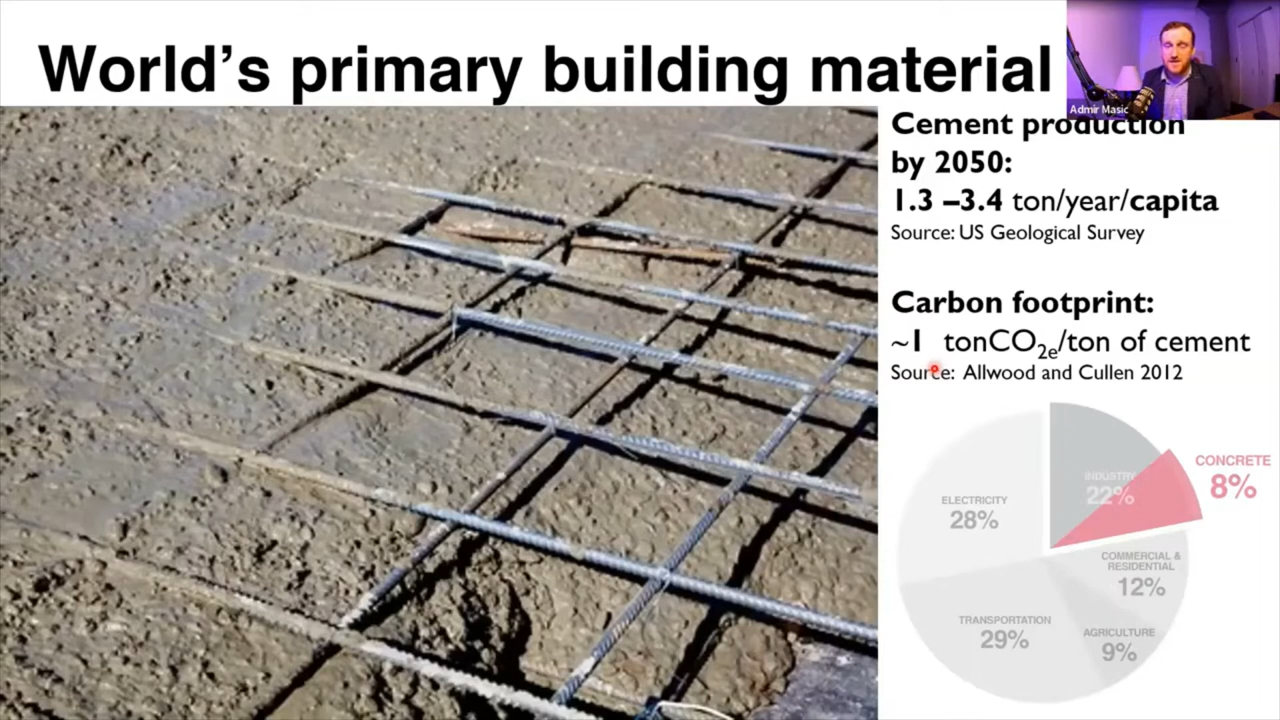 World's primary building material
Admir Masic
Cement production
by 2050:
1.3 –3.4 ton/year/capita
Source: US Geological Survey
Carbon footprint:
~1 tonCO2e/ton of cement
Source: Allwood and Cullen 2012
INDUSTRY
22%
CONCRETE
8%
ELECTRICITY
28%
COMMERCIAL &
RESIDENTIAL
12%
TRANSPORTATION
29%
AGRICULTURE
9%